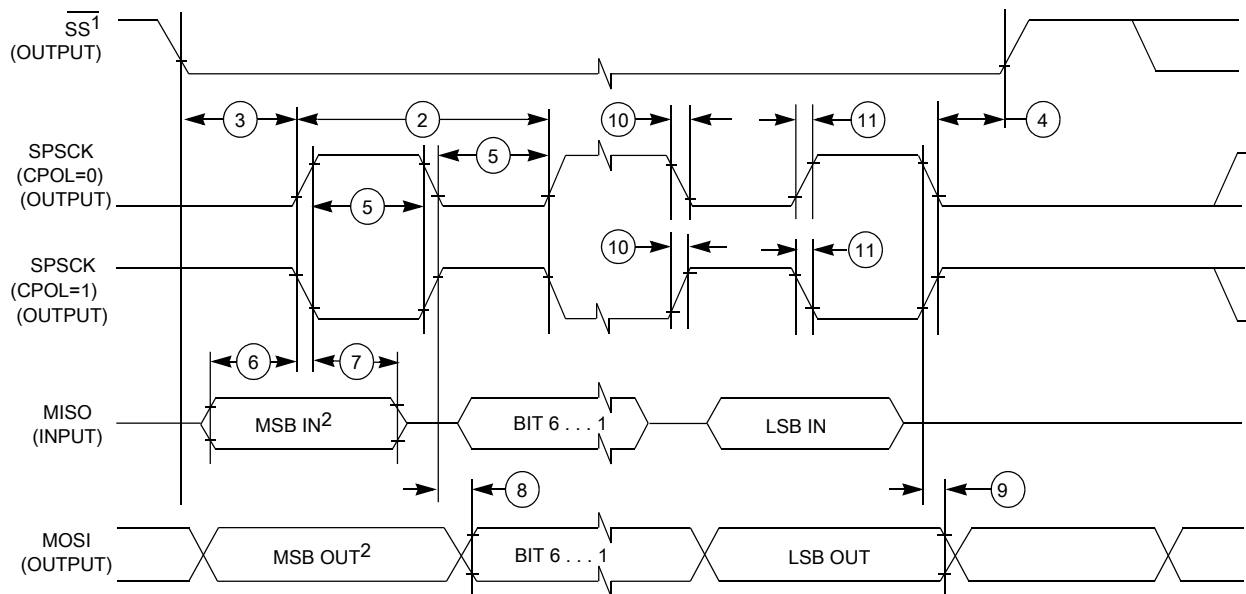 SS¹
(OUTPUT)
3
2
10
11
4
SPSCK
(CPOL=0)
(OUTPUT)
5
5
SPSCK
(CPOL=1)
(OUTPUT)
10
11
6
7
MISO
(INPUT)
MSB IN²
BIT 6 . . . 1
LSB IN
8
9
MOSI
(OUTPUT)
MSB OUT²
BIT 6 . . . 1
LSB OUT